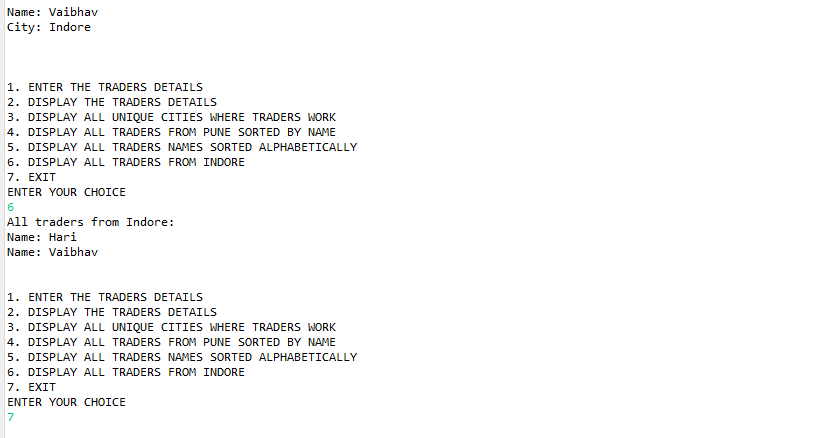 Name: Vaibhav
City: Indore
1. ENTER THE TRADERS DETAILS
2. DISPLAY THE TRADERS DETAILS
3. DISPLAY ALL UNIQUE CITIES WHERE TRADERS WORK
4. DISPLAY ALL TRADERS FROM PUNE SORTED BY NAME
5. DISPLAY ALL TRADERS NAMES SORTED ALPHABETICALLY
6. DISPLAY ALL TRADERS FROM INDORE
7. EXIT
ENTER YOUR CHOICE
6
All traders from Indore:
Name: Hari
Name: Vaibhav
1. ENTER THE TRADERS DETAILS
2. DISPLAY THE TRADERS DETAILS
3. DISPLAY ALL UNIQUE CITIES WHERE TRADERS WORK
4. DISPLAY ALL TRADERS FROM PUNE SORTED BY NAME
5. DISPLAY ALL TRADERS NAMES SORTED ALPHABETICALLY
6. DISPLAY ALL TRADERS FROM INDORE
7. EXIT
ENTER YOUR CHOICE
7